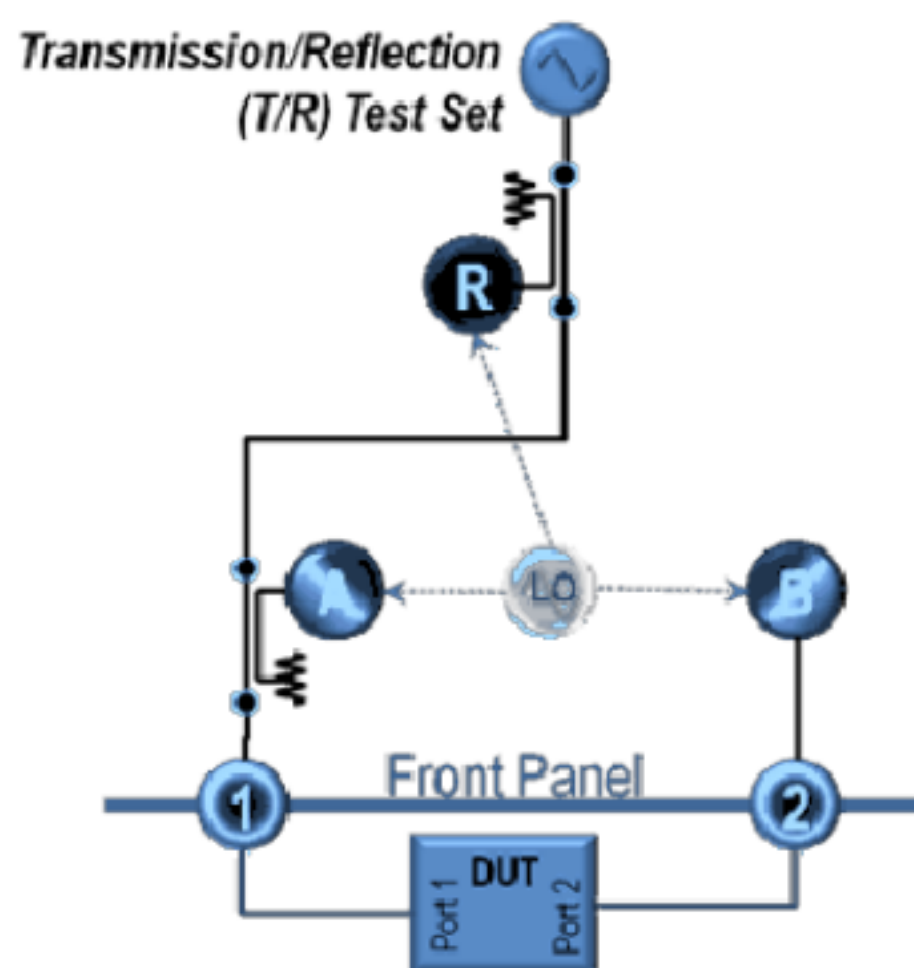 Transmission/Reflection
(T/R) Test Set
R
A
LO
B
Front Panel
1
2
DUT
Port 1
Port 2